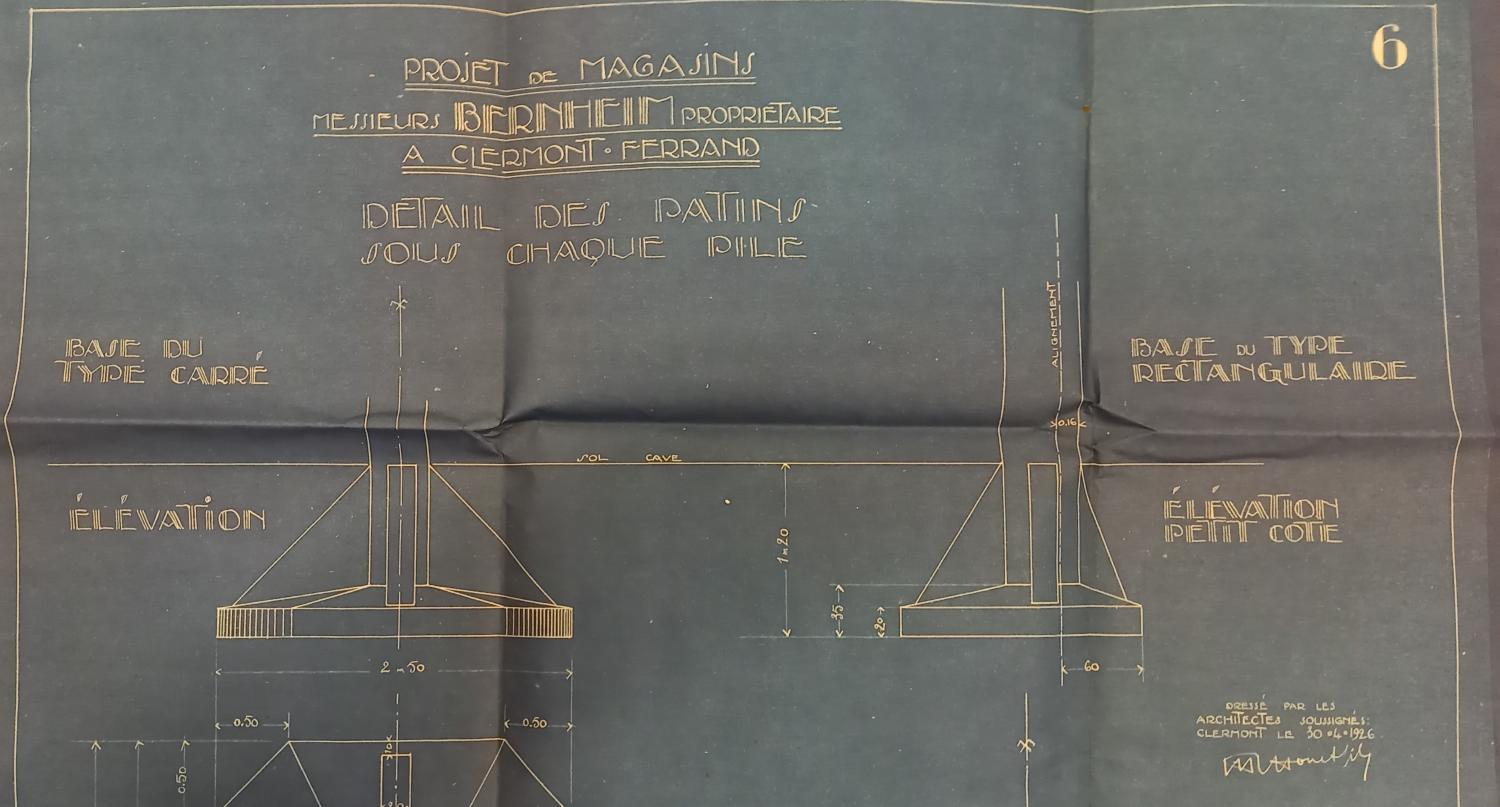 6
PROJET DE MAGASINS
MESSIEURS BERNHEIM PROPRIÉTAIRE
A CLERMONT·FERRAND
DÉTAIL DES PATINS
SOUS CHAQUE PILE
BASE DU
TYPE CARRÉ
ALIGNEMENT
BASE DU TYPE
RECTANGULAIRE
0,16
SOL CAVE
ÉLÉVATION
ÉLÉVATION
PETIT COTE
1m20
35
20
2m50
60
0.50
0.50
0.50
DRESSÉ PAR LES
ARCHITECTES SOUSSIGNÉS:
CLERMONT LE 30·4·1926